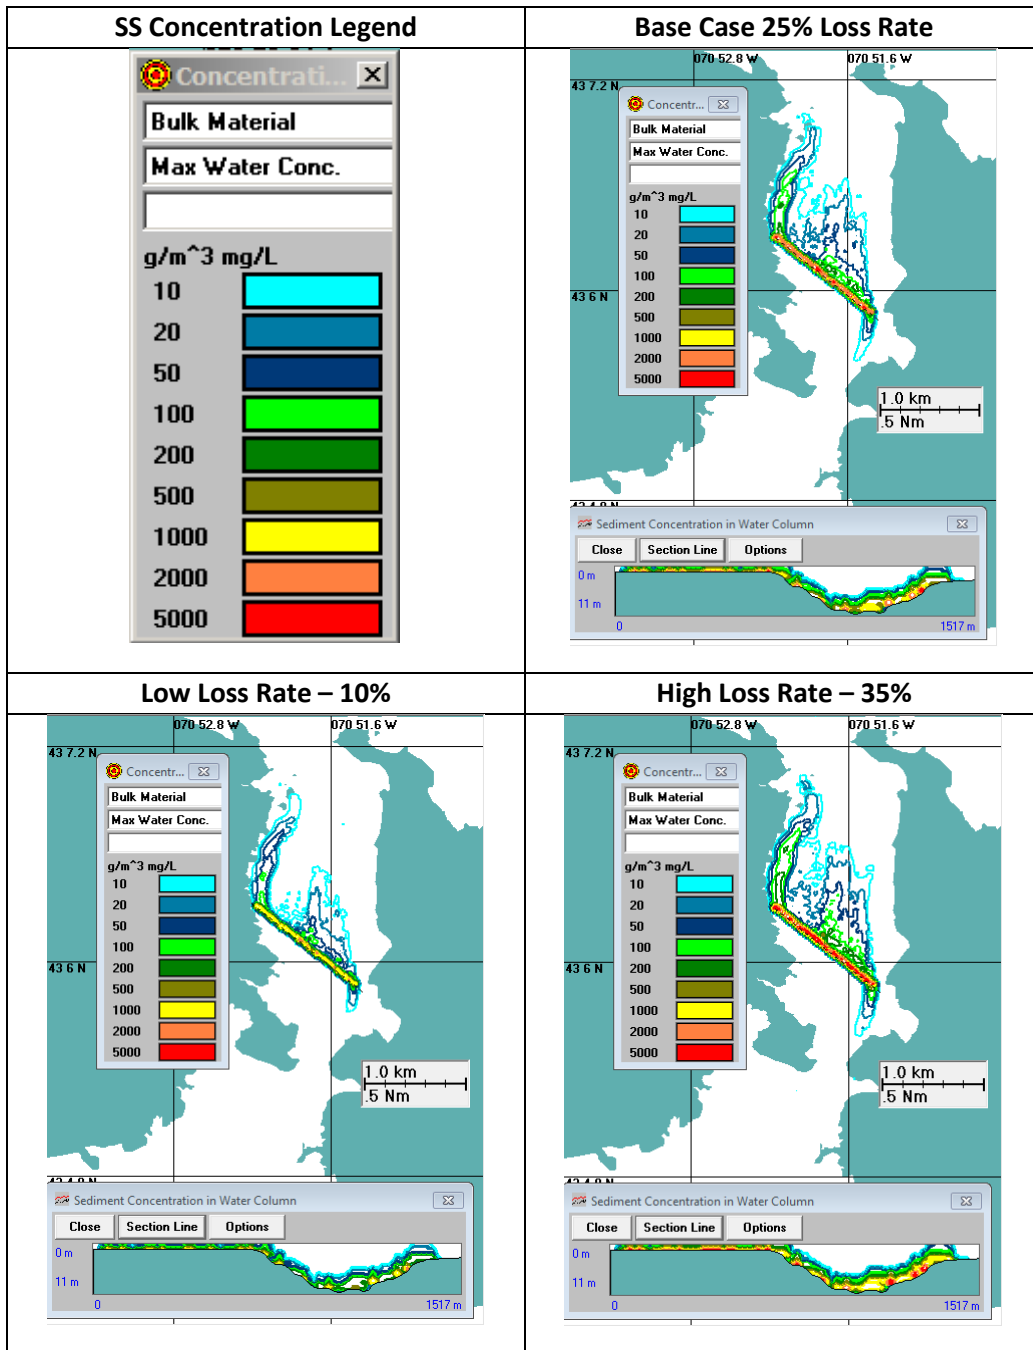 SS Concentration Legend
Concentrati...
Bulk Material
Max Water Conc.
g/m^3 mg/L
10
20
50
100
200
500
1000
2000
5000
Base Case 25% Loss Rate
070 52.8 W
070 51.6 W
43 7.2 N
Concentr...
Bulk Material
Max Water Conc.
g/m^3 mg/L
10
20
50
100
200
500
1000
2000
5000
43 6 N
1.0 km
.5 Nm
Sediment Concentration in Water Column
Close Section Line Options
0 m
11 m
0
1517 m
Low Loss Rate – 10%
070 52.8 W
070 51.6 W
43 7.2 N
Concentr...
Bulk Material
Max Water Conc.
g/m^3 mg/L
10
20
50
100
200
500
1000
2000
5000
43 6 N
1.0 km
.5 Nm
Sediment Concentration in Water Column
Close Section Line Options
0 m
11 m
0
1517 m
High Loss Rate – 35%
070 52.8 W
070 51.6 W
43 7.2 N
Concentr...
Bulk Material
Max Water Conc.
g/m^3 mg/L
10
20
50
100
200
500
1000
2000
5000
43 6 N
1.0 km
.5 Nm
Sediment Concentration in Water Column
Close Section Line Options
0 m
11 m
0
1517 m